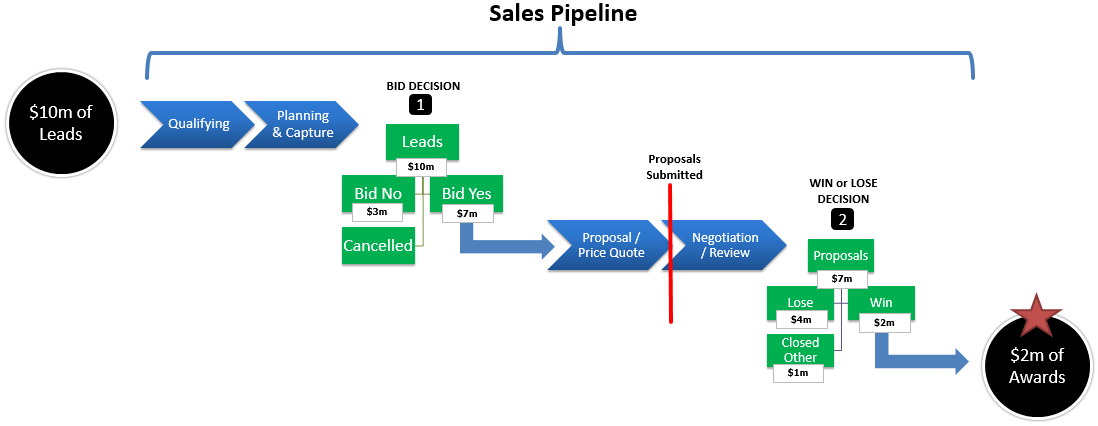 Sales Pipeline
$10m of
Leads
Qualifying
Planning
& Capture
BID DECISION
1
Leads
$10m
Bid No
$3m
Bid Yes
$7m
Cancelled
Proposal /
Price Quote
Proposals
Submitted
Negotiation
/ Review
WIN or LOSE
DECISION
2
Proposals
$7m
Lose
$4m
Win
$2m
Closed
Other
$1m
$2m of
Awards